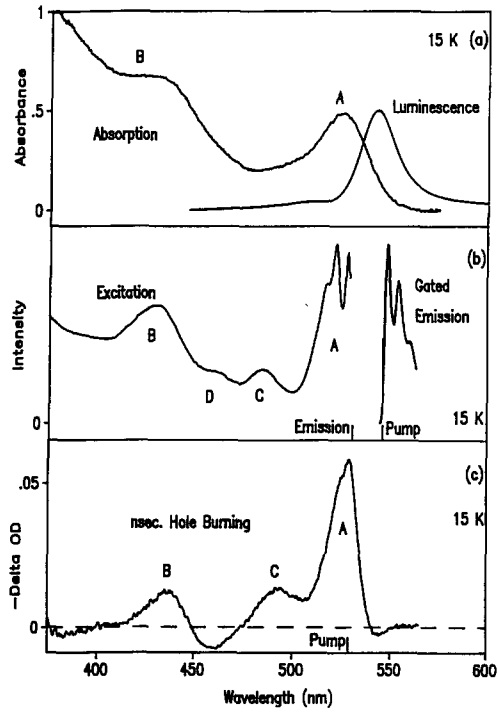 1
15 K (a)
B
A
Luminescence
.5
Absorption
0
Absorbance
(b)
Excitation
Gated
Emission
B
A
D
C
Emission
Pump
0
15 K
Intensity
(c)
.05
15 K
nsec. Hole Burning
A
B
C
0
Pump
-Delta OD
400 450 500 550 600
Wavelength (nm)